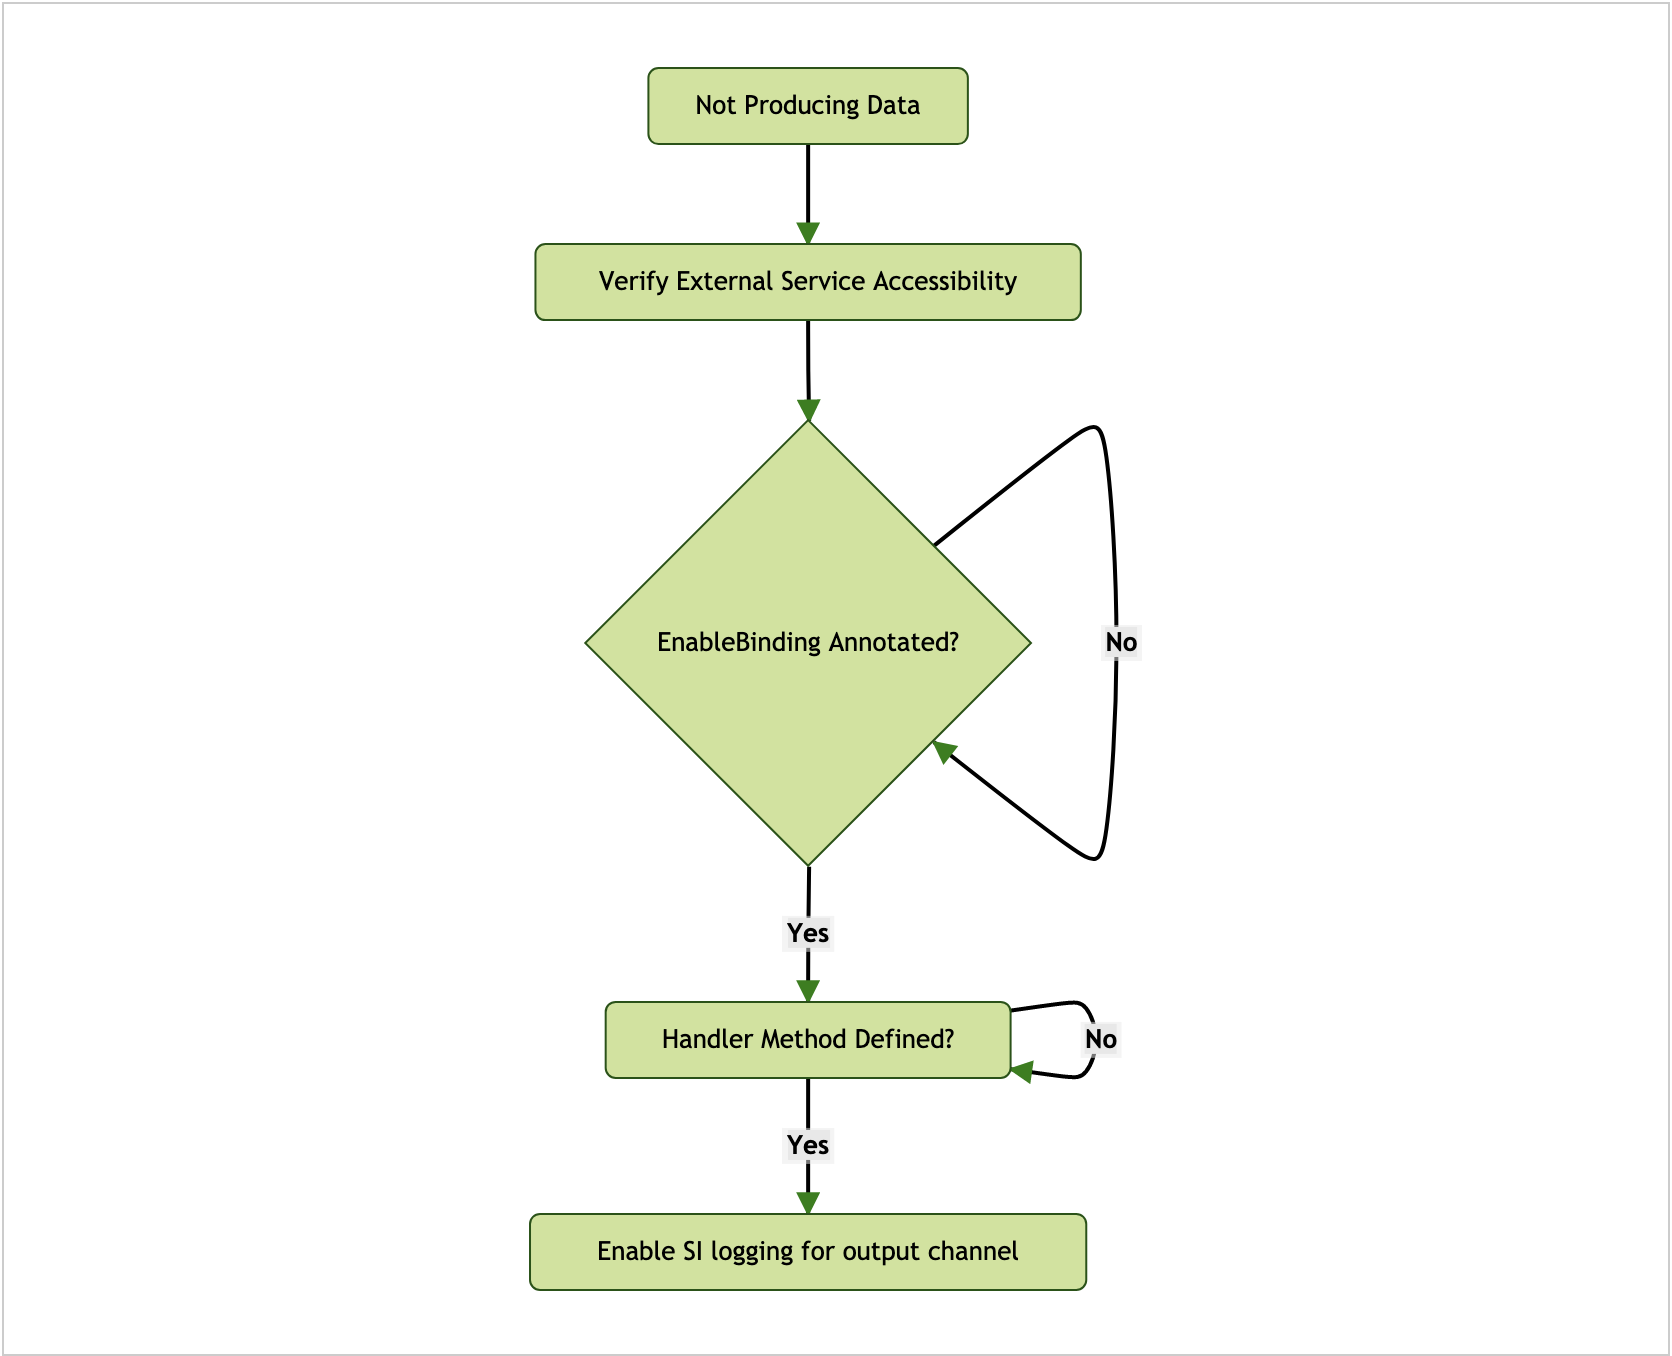 Not Producing Data
Verify External Service Accessibility
EnableBinding Annotated?
No
Yes
Handler Method Defined?
No
Yes
Enable SI logging for output channel